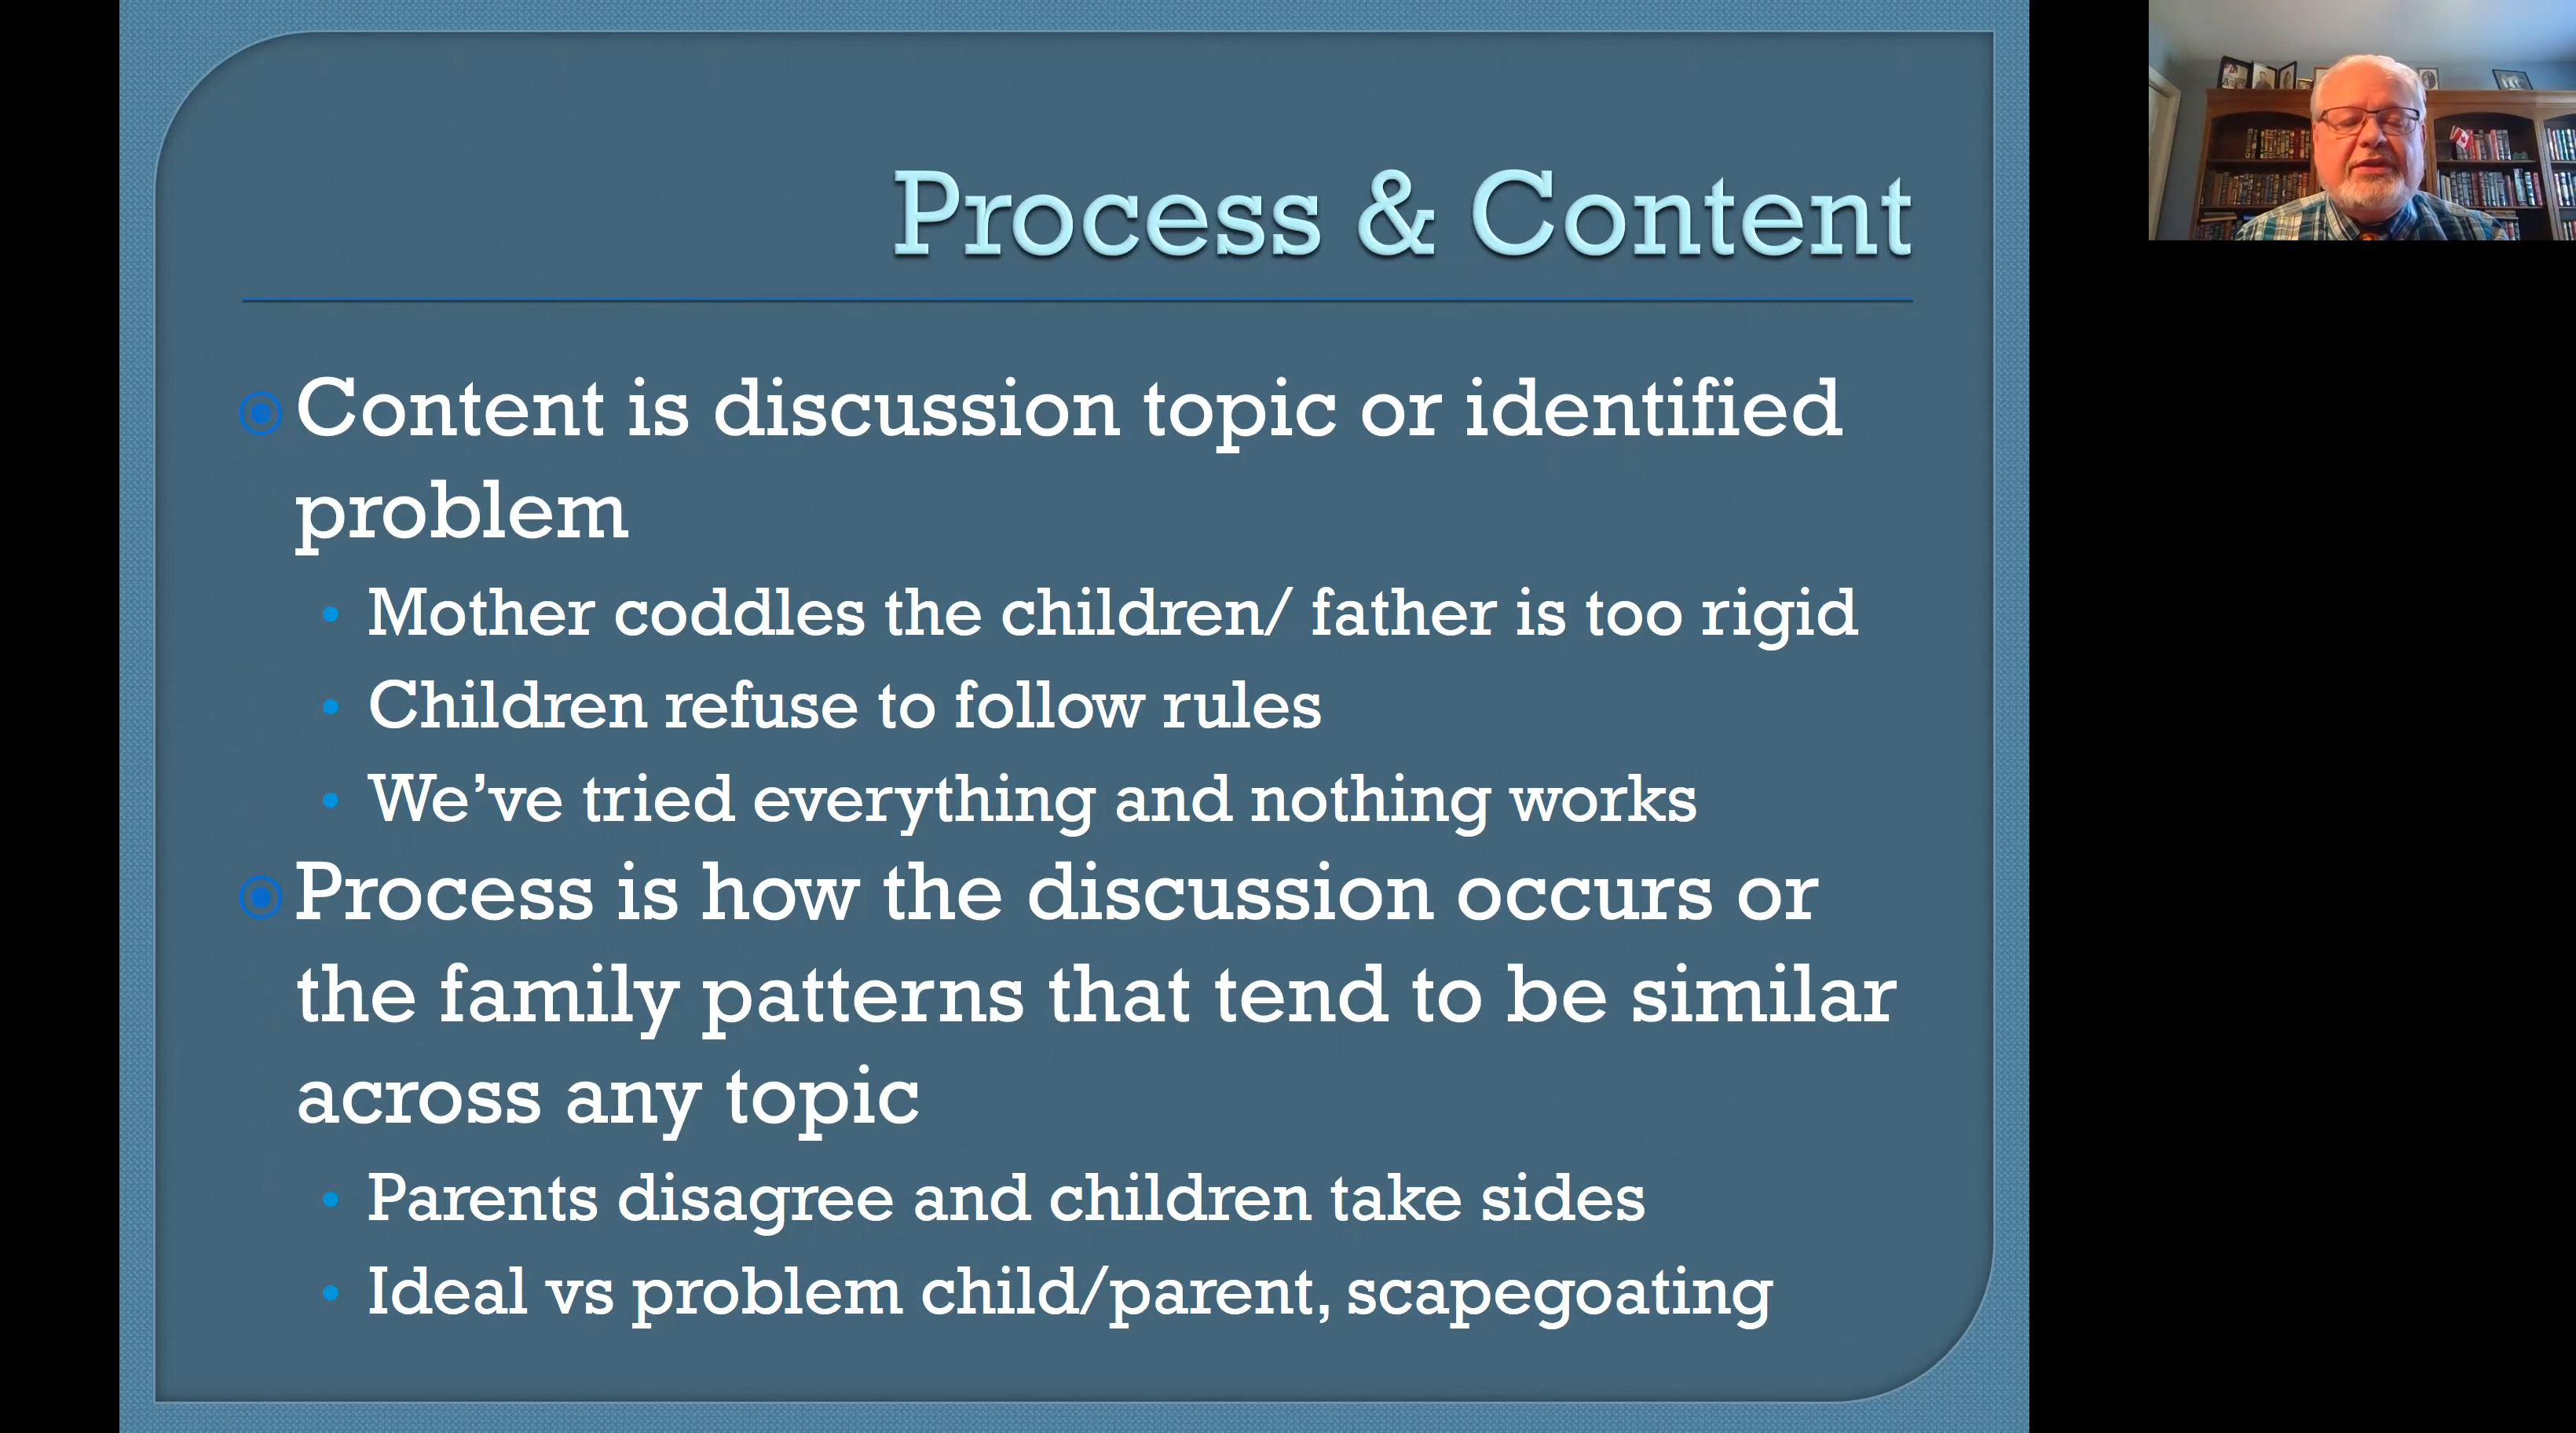 Process & Content
Content is discussion topic or identified
problem
Mother coddles the children/ father is too rigid
Children refuse to follow rules
We’ve tried everything and nothing works
Process is how the discussion occurs or
the family patterns that tend to be similar
across any topic
Parents disagree and children take sides
Ideal vs problem child/parent, scapegoating